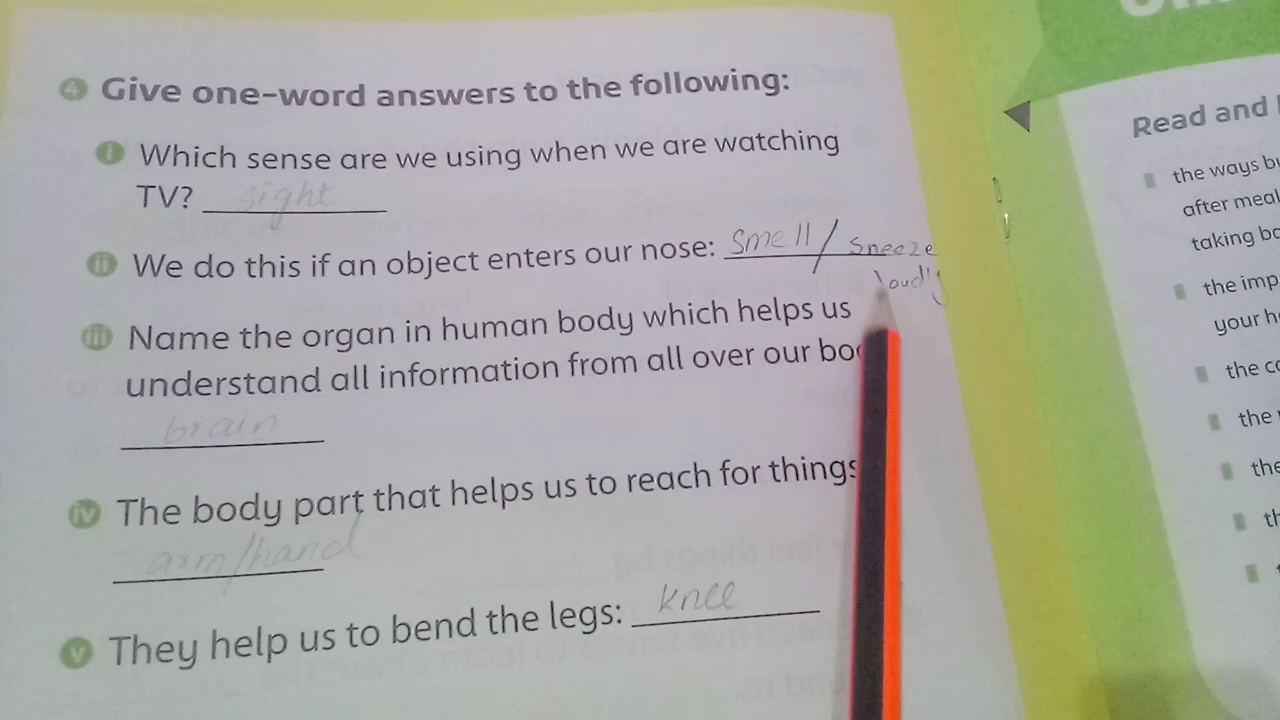 4 Give one-word answers to the following:
i Which sense are we using when we are watching
TV? sight
ii We do this if an object enters our nose: smell / sneeze
loudly
iii Name the organ in human body which helps us
understand all information from all over our
brain
iv The body part that helps us to reach for things
arm/hand
v They help us to bend the legs: knee
Read and
the ways
after
taking
the
your
the
the
the